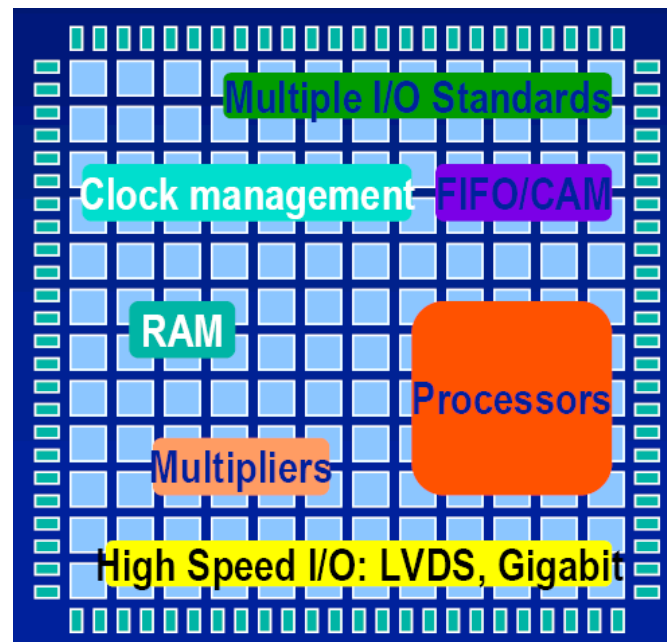 Multiple I/O Standards
Clock management
FIFO/CAM
RAM
Processors
Multipliers
High Speed I/O: LVDS, Gigabit